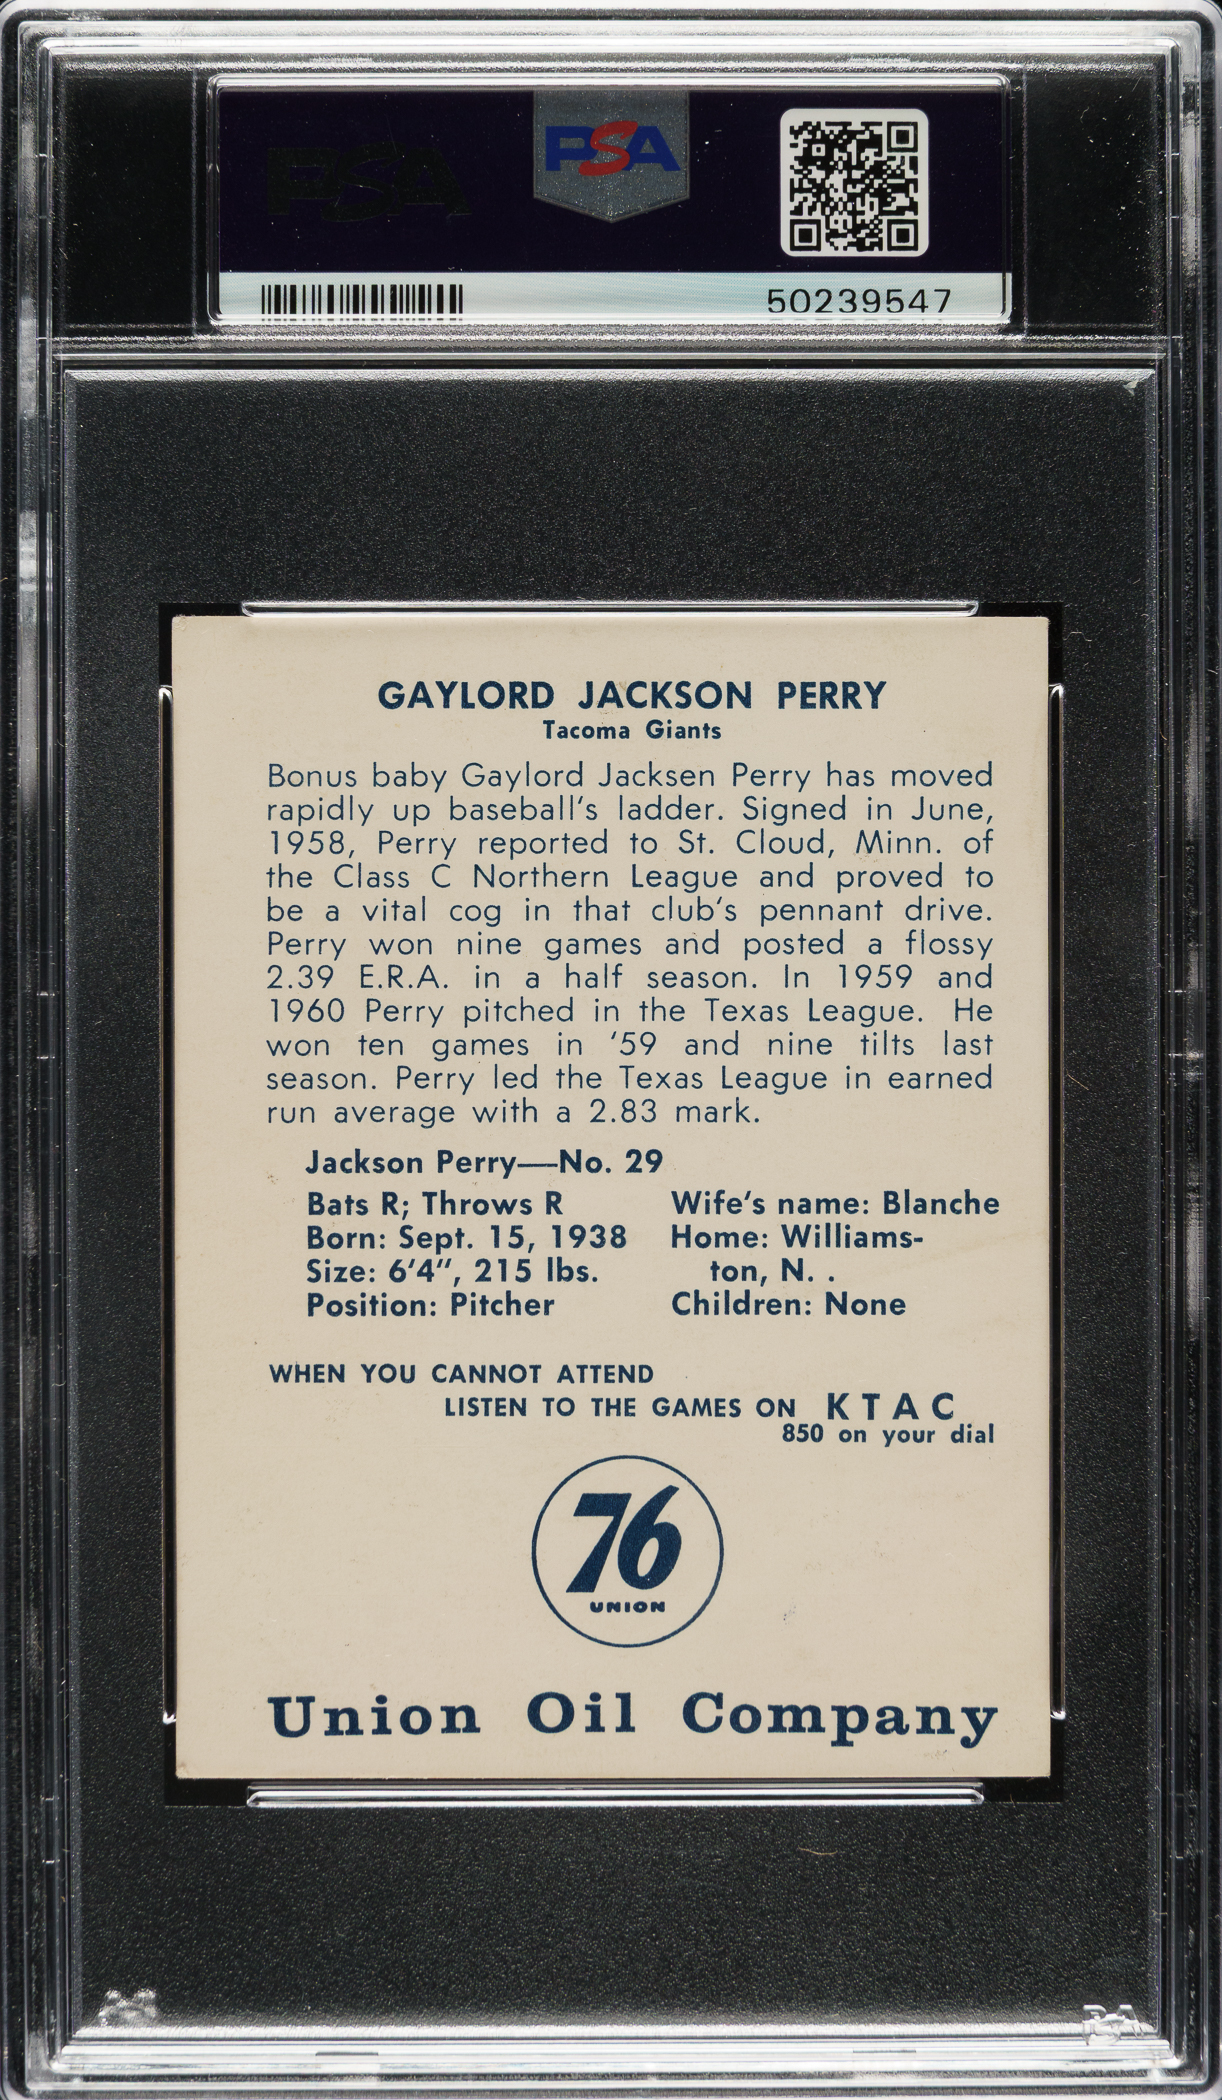 PSA
PSA
50239547
GAYLORD JACKSON PERRY
Tacoma Giants
Bonus baby Gaylord Jacksen Perry has moved
rapidly up baseball's ladder. Signed in June,
1958, Perry reported to St. Cloud, Minn. of
the Class C Northern League and proved to
be a vital cog in that club's pennant drive.
Perry won nine games and posted a flossy
2.39 E.R.A. in a half season. In 1959 and
1960 Perry pitched in the Texas League. He
won ten games in '59 and nine tilts last
season. Perry led the Texas League in earned
run average with a 2.83 mark.
Jackson Perry—No. 29
Bats R; Throws R
Born: Sept. 15, 1938
Size: 6'4", 215 lbs.
Position: Pitcher
Wife's name: Blanche
Home: Williams-
ton, N. .
Children: None
WHEN YOU CANNOT ATTEND
LISTEN TO THE GAMES ON KTAC
850 on your dial
76
UNION
Union Oil Company
PSA